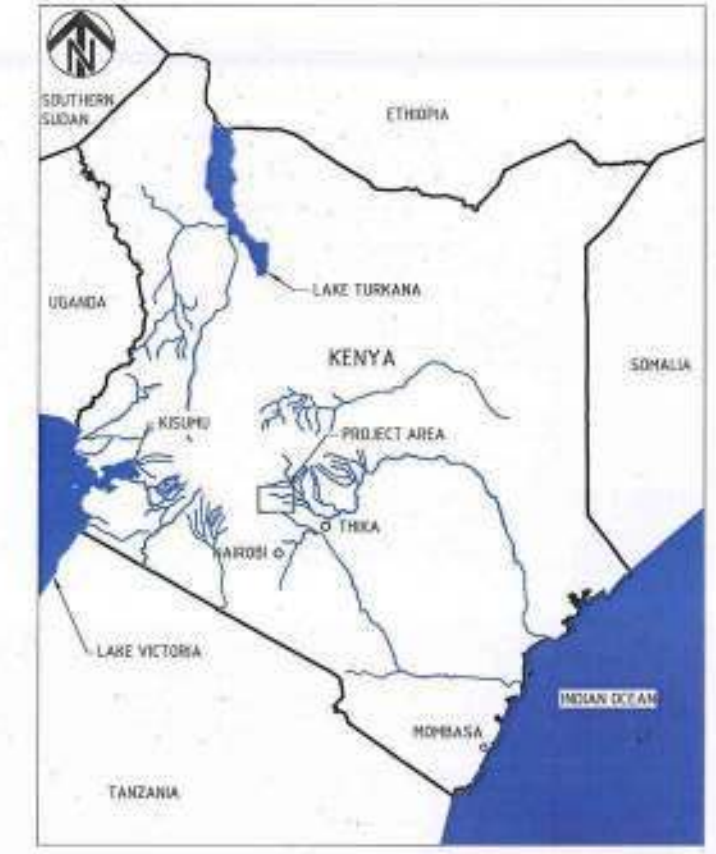 N
SOUTHERN
SUDAN
ETHIOPIA
LAKE TURKANA
UGANDA
KENYA
SOMALIA
KISUMU
PROJECT AREA
THIKA
NAIROBI
LAKE VICTORIA
INDIAN OCEAN
MOMBASA
TANZANIA